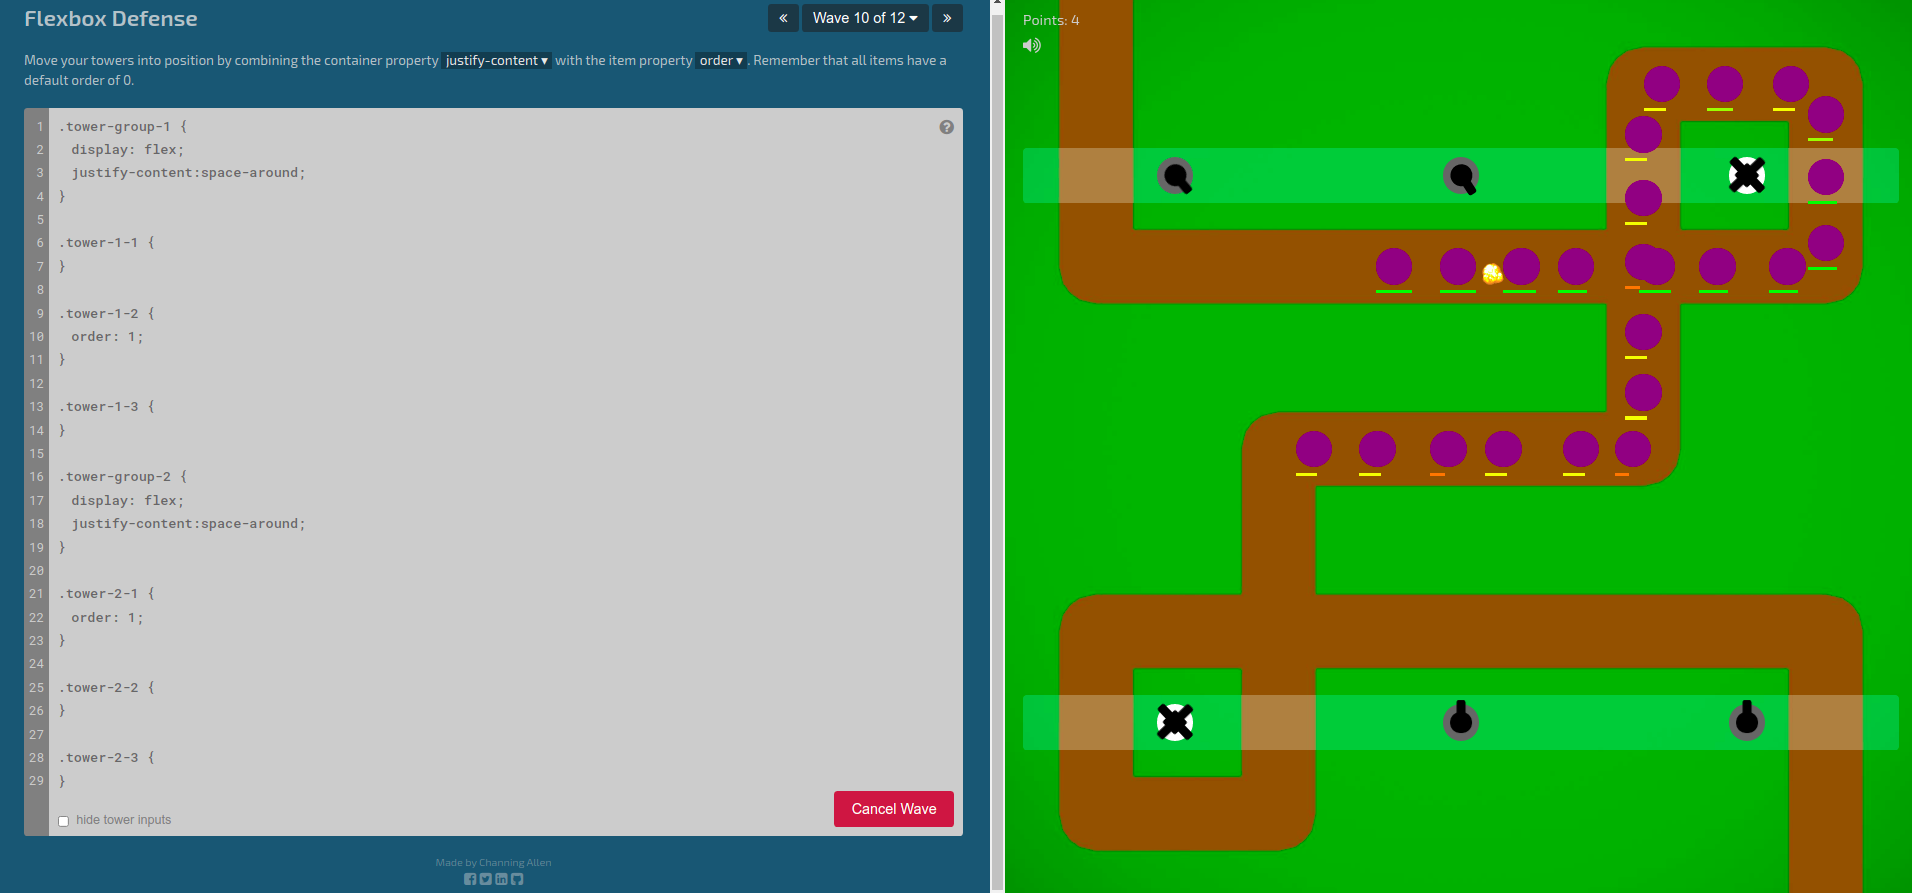 Flexbox Defense
« Wave 10 of 12 ▾ »
Move your towers into position by combining the container property justify-content ▾ with the item property order ▾ . Remember that all items have a
default order of 0.
1 .tower-group-1 {
2 display: flex;
3 justify-content:space-around;
4 }
5
6 .tower-1-1 {
7 }
8
9 .tower-1-2 {
10 order: 1;
11 }
12
13 .tower-1-3 {
14 }
15
16 .tower-group-2 {
17 display: flex;
18 justify-content:space-around;
19 }
20
21 .tower-2-1 {
22 order: 1;
23 }
24
25 .tower-2-2 {
26 }
27
28 .tower-2-3 {
29 }
?
hide tower inputs
Cancel Wave
Made by Channing Allen
Points: 4